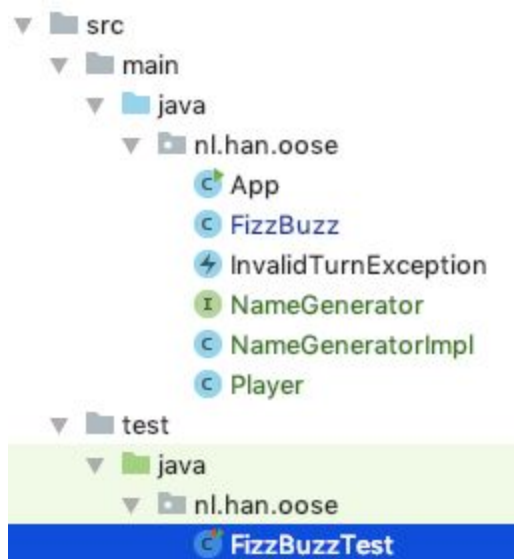 src
main
java
nl.han.oose
App
FizzBuzz
InvalidTurnException
NameGenerator
NameGeneratorImpl
Player
test
java
nl.han.oose
FizzBuzzTest